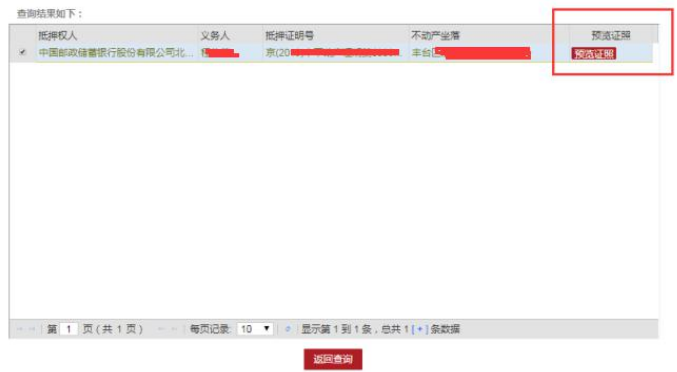 查询结果如下：
抵押权人 义务人 抵押证明号 不动产坐落 预览证照
中国邮政储蓄银行股份有限公司北... 京(20 丰台区 预览证照
第 1 页(共 1 页) 每页记录: 10 显示第 1 到 1 条，总共 1 [+] 条数据
返回查询